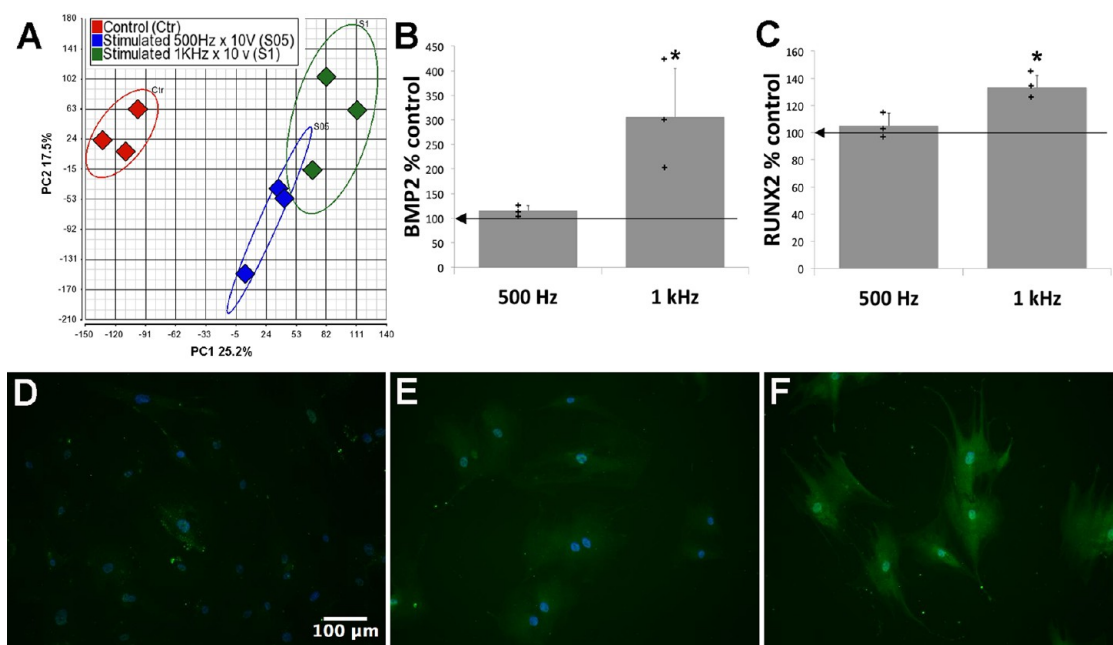 A
Control (Ctr)
Stimulated 500Hz x 10V (S05)
Stimulated 1KHz x 10 v (S1)
S1
Ctr
S05
180
141
102
63
24
-15
-53
-92
-131
-170
-210
PC2 17.5%
-150 -120 -91 -62 -33 -5 24 53 82 111 140
PC1 25.2%
B
450
400
350
300
250
200
150
100
50
0
BMP2 % control
*
500 Hz 1 kHz
C
160
140
120
100
80
60
40
20
0
RUNX2 % control
*
500 Hz 1 kHz
D
100 µm
E
F